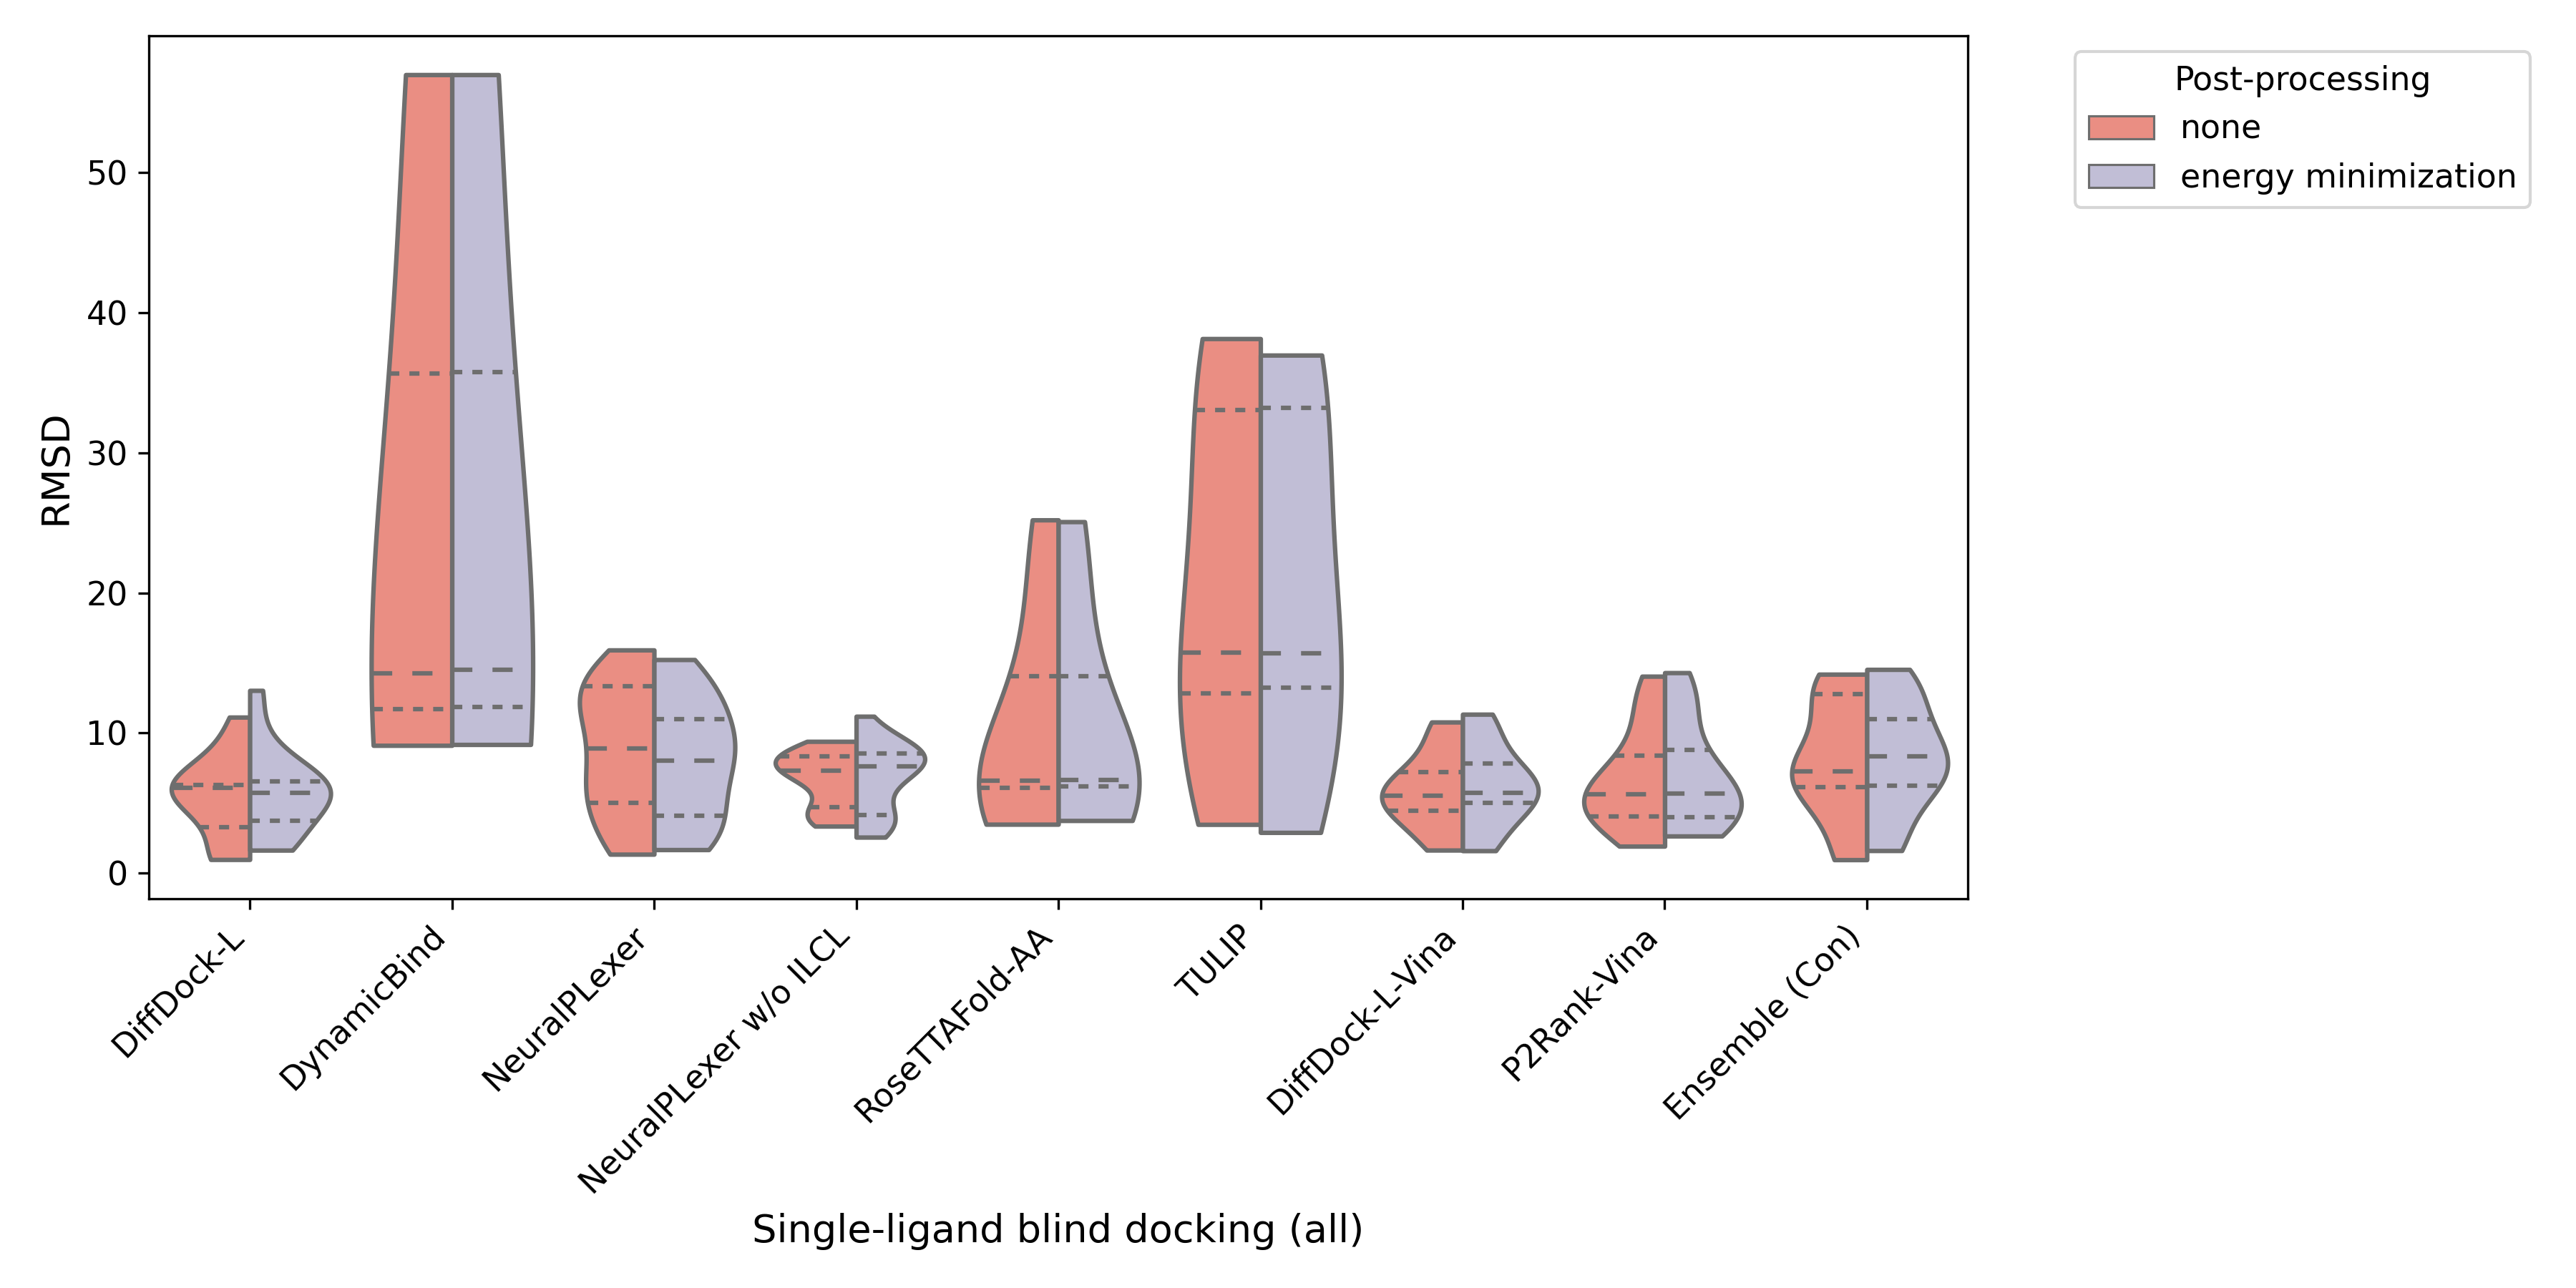 Post-processing
none
energy minimization
RMSD
50
40
30
20
10
0
DiffDock-L
DynamicBind
NeuralPLexer
NeuralPLexer w/o ILCL
RoseTTAFold-AA
TULIP
DiffDock-L-Vina
P2Rank-Vina
Ensemble (Con)
Single-ligand blind docking (all)